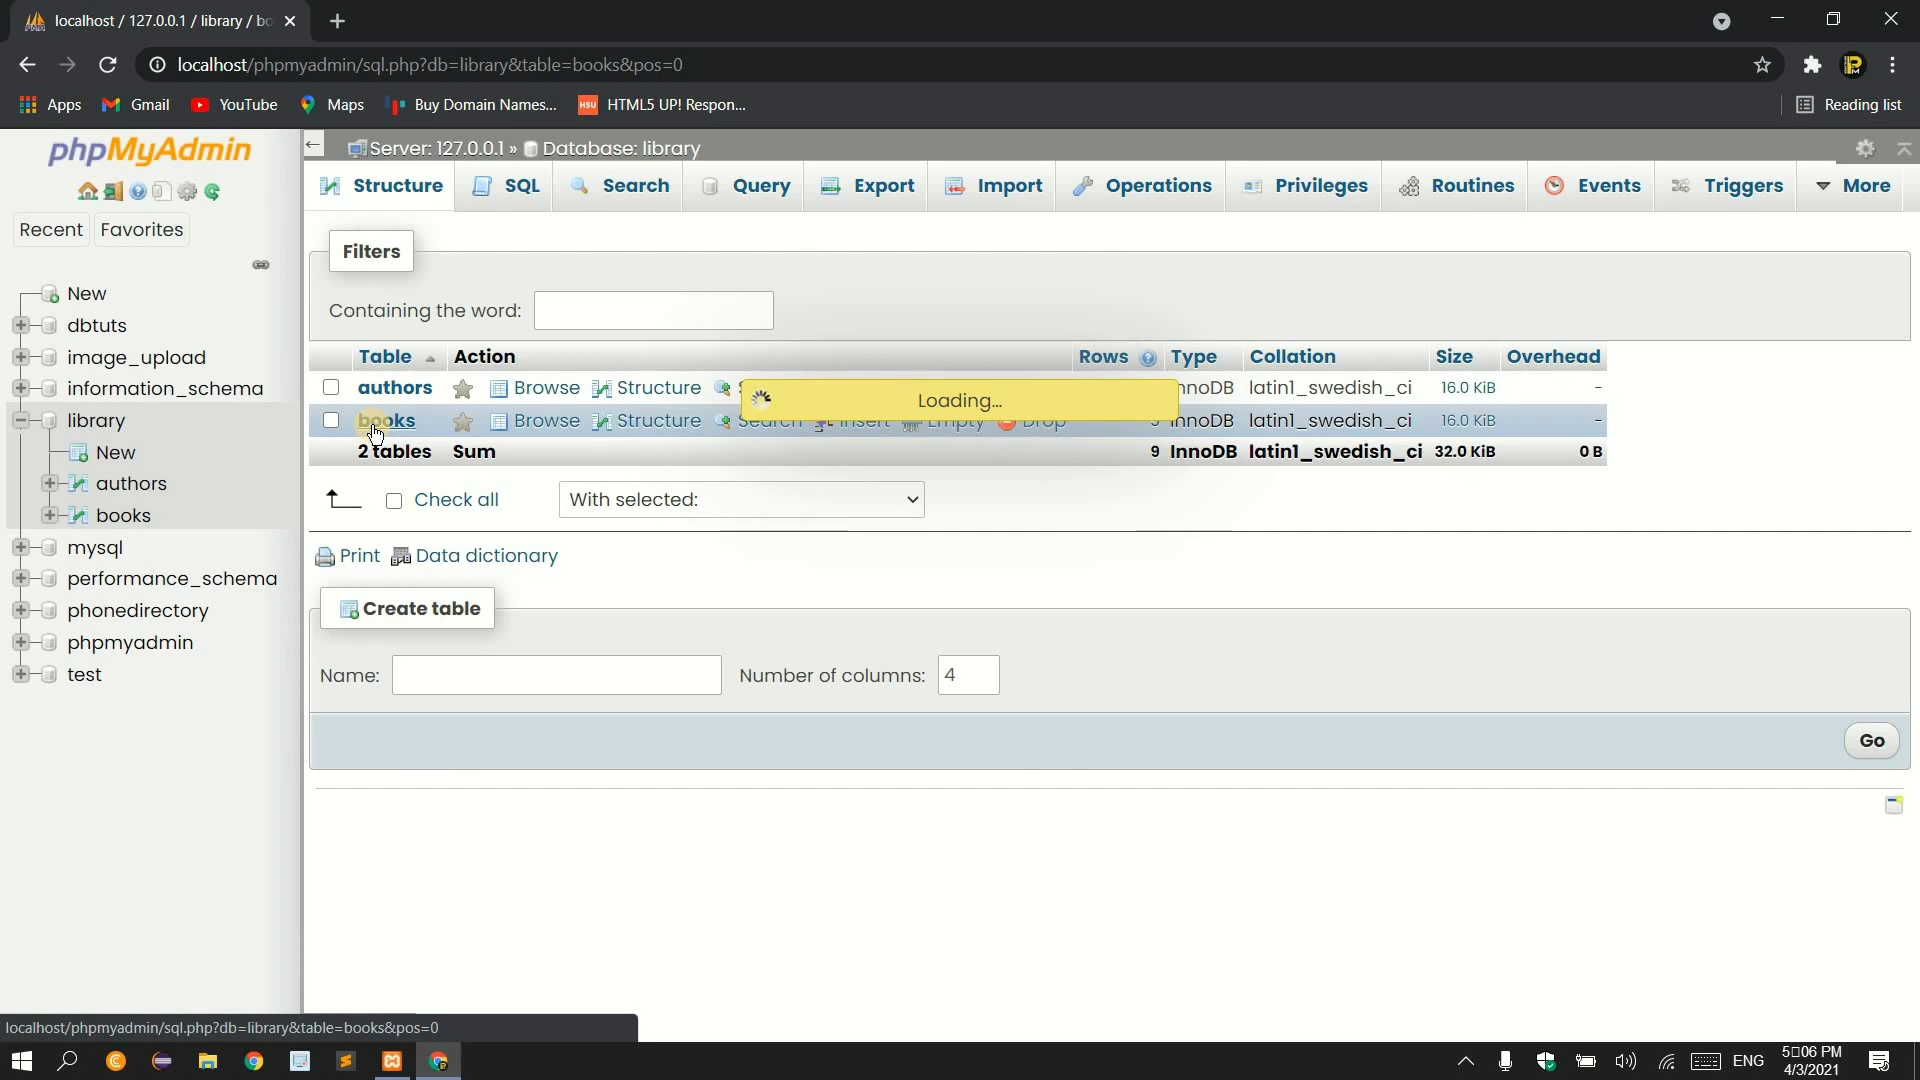 localhost / 127.0.0.1 / library / bo
localhost/phpmyadmin/sql.php?db=library&table=books&pos=0
Apps Gmail YouTube Maps Buy Domain Names... HTML5 UP! Respon... Reading list
phpMyAdmin
Recent Favorites
New
dbtuts
image_upload
information_schema
library
New
authors
books
mysql
performance_schema
phonedirectory
phpmyadmin
test
Server: 127.0.0.1 » Database: library
Structure SQL Search Query Export Import Operations Privileges Routines Events Triggers More
Filters
Containing the word:
Table Action Rows Type Collation Size Overhead
authors Browse Structure InnoDB latin1_swedish_ci 16.0 KiB -
Loading...
books Browse Structure Search Insert Empty Drop InnoDB latin1_swedish_ci 16.0 KiB -
2 tables Sum 9 InnoDB latin1_swedish_ci 32.0 KiB 0 B
Check all With selected:
Print Data dictionary
Create table
Name: Number of columns: 4
Go
localhost/phpmyadmin/sql.php?db=library&table=books&pos=0
ENG
5□06 PM
4/3/2021